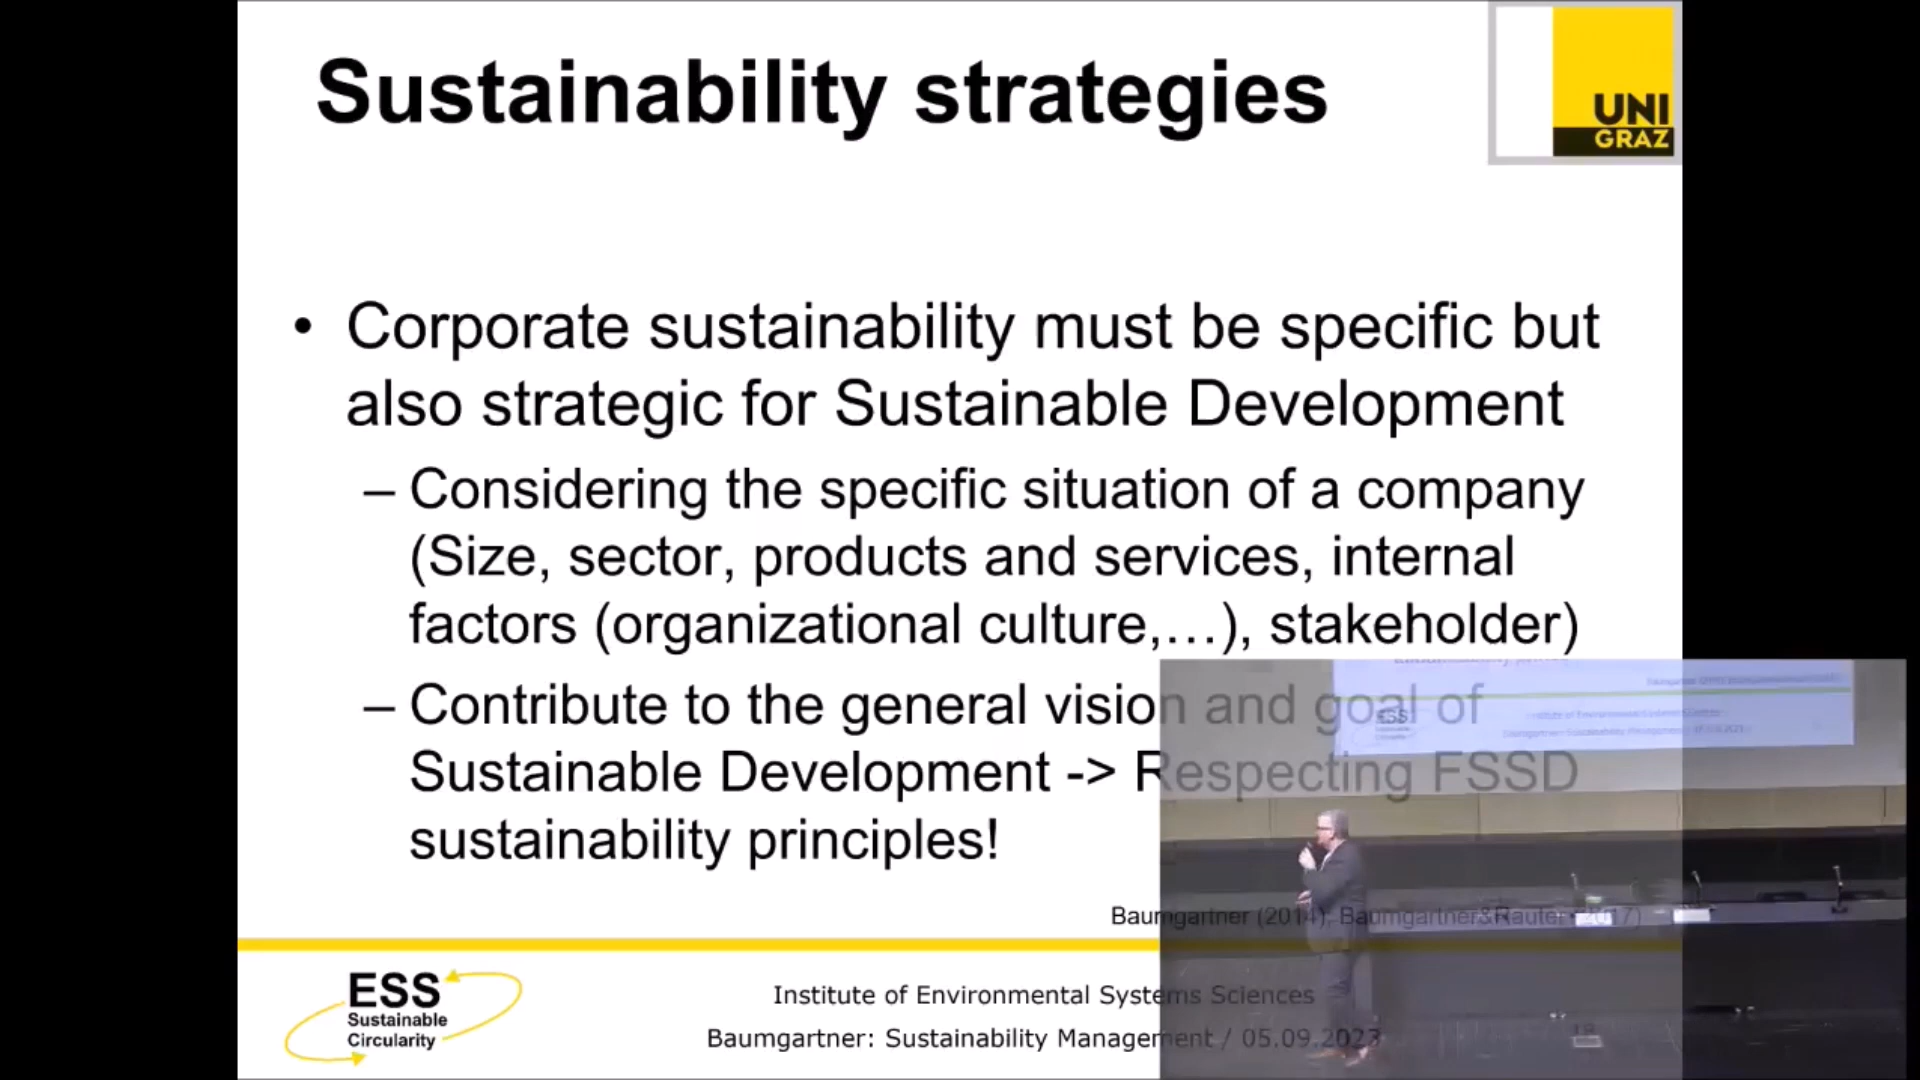 Sustainability strategies
UNI
GRAZ
• Corporate sustainability must be specific but
also strategic for Sustainable Development
– Considering the specific situation of a company
(Size, sector, products and services, internal
factors (organizational culture,…), stakeholder)
– Contribute to the general vision and goal of
Sustainable Development -> Respecting FSSD
sustainability principles!
Baumgartner (2014), Baumgartner&Rauter (2017)
ESS
Sustainable
Circularity
Institute of Environmental Systems Sciences
Baumgartner: Sustainability Management / 05.09.2023